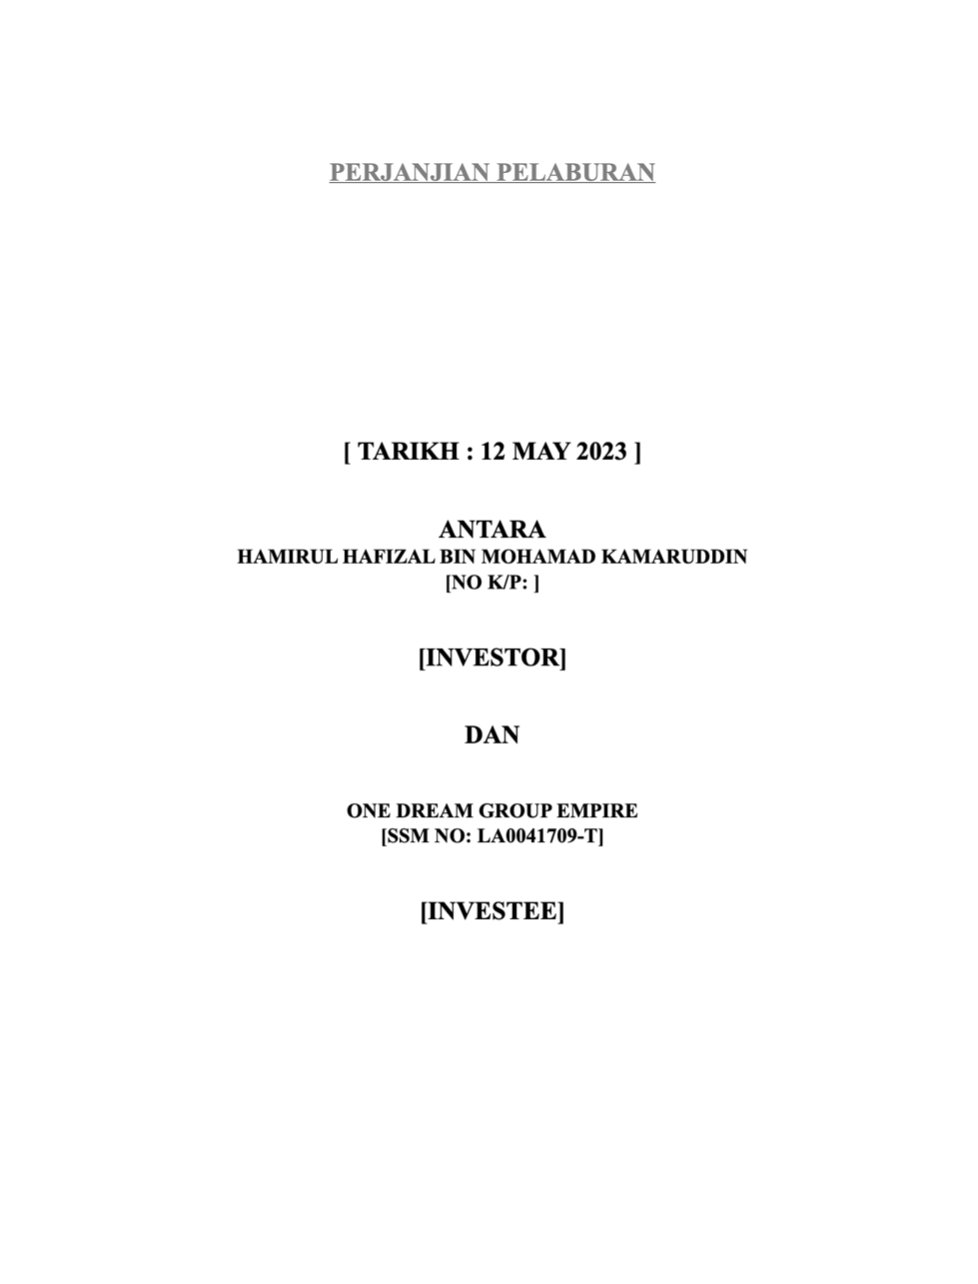 PERJANJIAN PELABURAN
[ TARIKH : 12 MAY 2023 ]
ANTARA
HAMIRUL HAFIZAL BIN MOHAMAD KAMARUDDIN
[NO K/P: ]
[INVESTOR]
DAN
ONE DREAM GROUP EMPIRE
[SSM NO: LA0041709-T]
[INVESTEE]